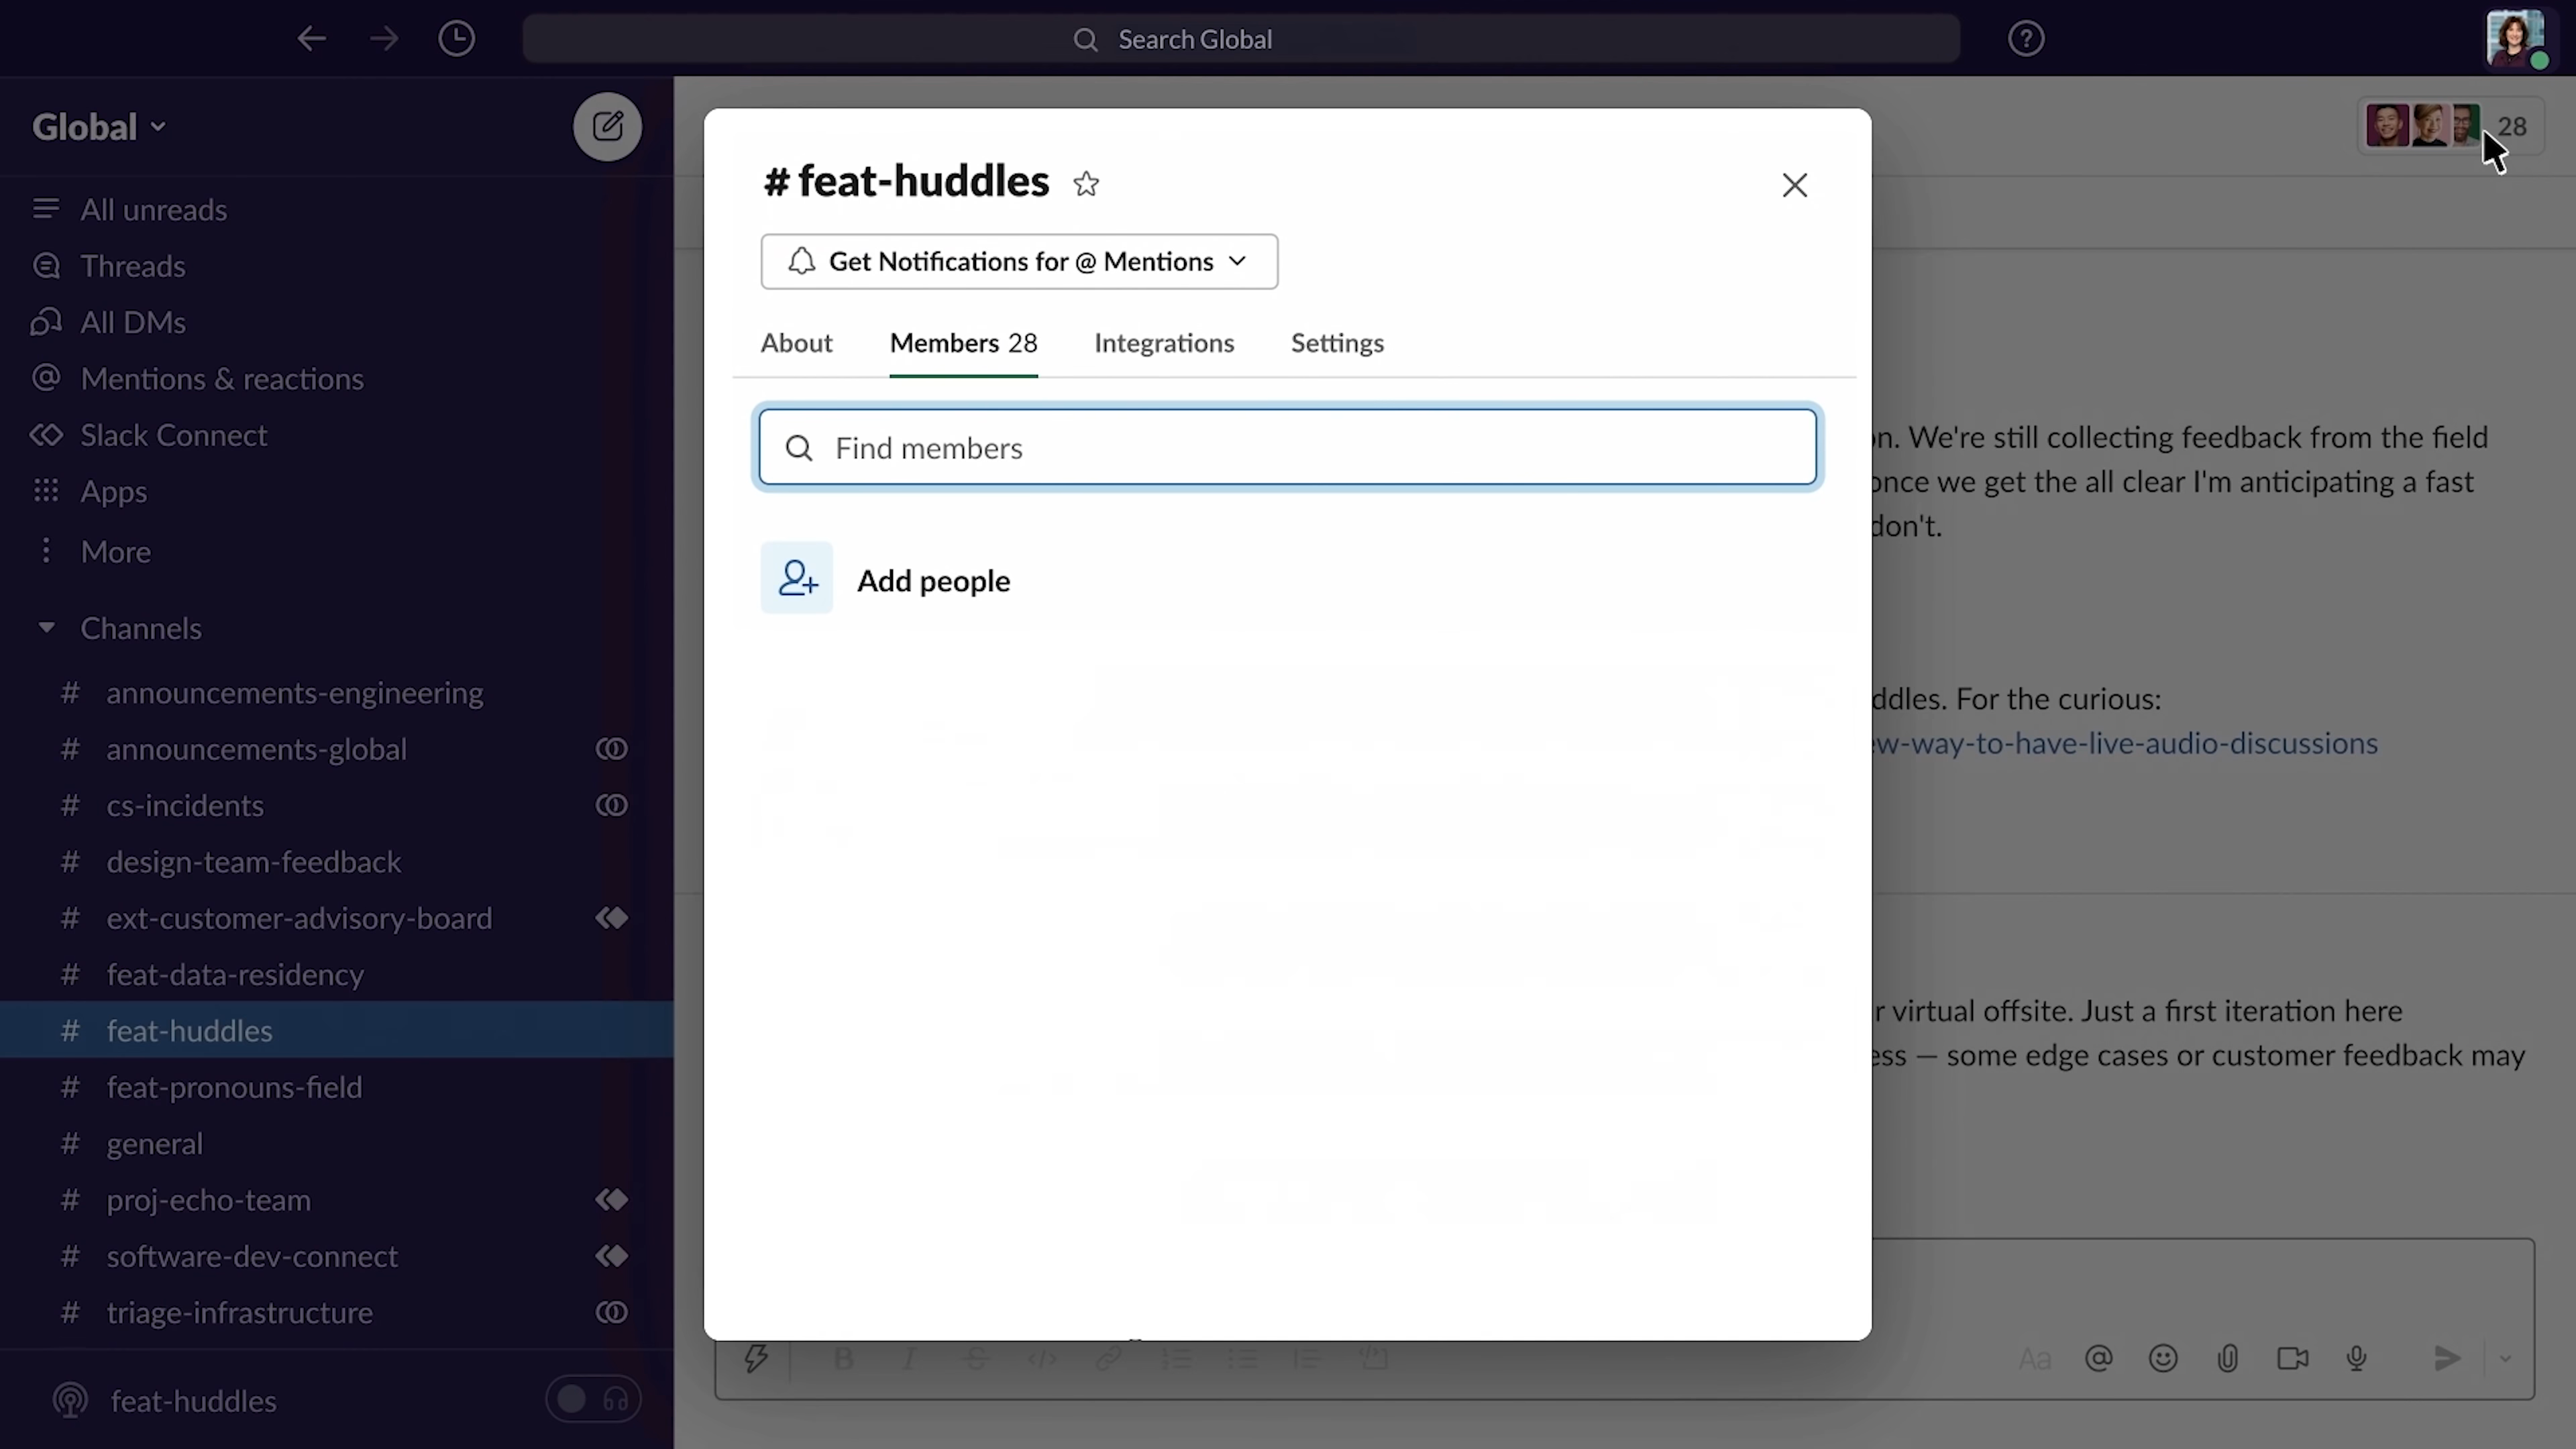 Search Global
Global
28
All unreads
Threads
All DMs
Mentions & reactions
Slack Connect
Apps
More
Channels
# announcements-engineering
# announcements-global
# cs-incidents
# design-team-feedback
# ext-customer-advisory-board
# feat-data-residency
# feat-huddles
# feat-pronouns-field
# general
# proj-echo-team
# software-dev-connect
# triage-infrastructure
feat-huddles
# feat-huddles
Get Notifications for @ Mentions
About Members 28 Integrations Settings
Find members
Add people
We're still collecting feedback from the field
once we get the all clear I'm anticipating a fast
don't.
For the curious:
way-to-have-live-audio-discussions
virtual offsite. Just a first iteration here
— some edge cases or customer feedback may
Aa